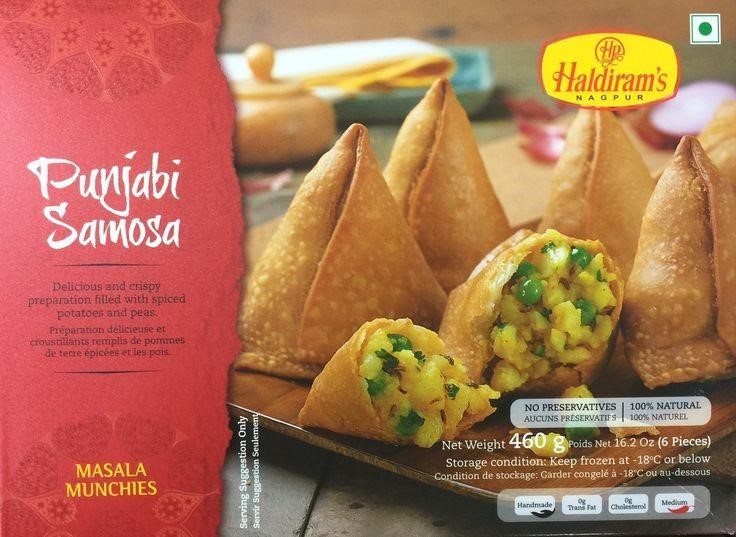 HR
Haldiram's
NAGPUR
Punjabi
Samosa
Delicious and crispy
preparation filled with spiced
potatoes and peas.
Préparation délicieuse et
croustillants remplis de pommes
de terre épicées et les pois.
MASALA
MUNCHIES
Serving Suggestion Only
Servir Suggestion Seulement
NO PRESERVATIVES | 100% NATURAL
AUCUNS PRÉSERVATIFS | 100% NATUREL
Net Weight 460 g Poids Net 16.2 Oz (6 Pieces)
Storage condition: Keep frozen at -18°C or below
Condition de stockage: Garder congelé à -18°C ou au-dessous
Handmade
0g
Trans Fat
0g
Cholesterol
Medium